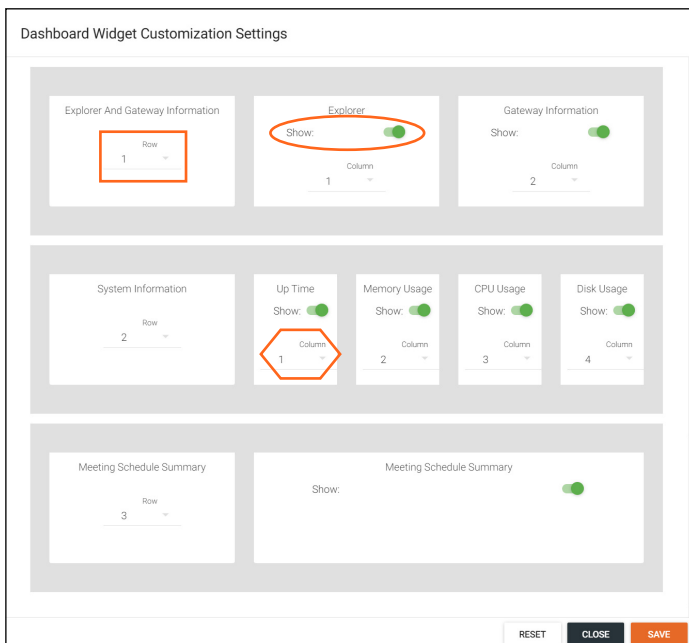 Dashboard Widget Customization Settings
Explorer And Gateway Information
Row
1
Explorer
Show:
Column
1
Gateway Information
Show:
Column
2
System Information
Row
2
Up Time
Show:
Column
1
Memory Usage
Show:
Column
2
CPU Usage
Show:
Column
3
Disk Usage
Show:
Column
4
Meeting Schedule Summary
Row
3
Meeting Schedule Summary
Show:
RESET
CLOSE
SAVE